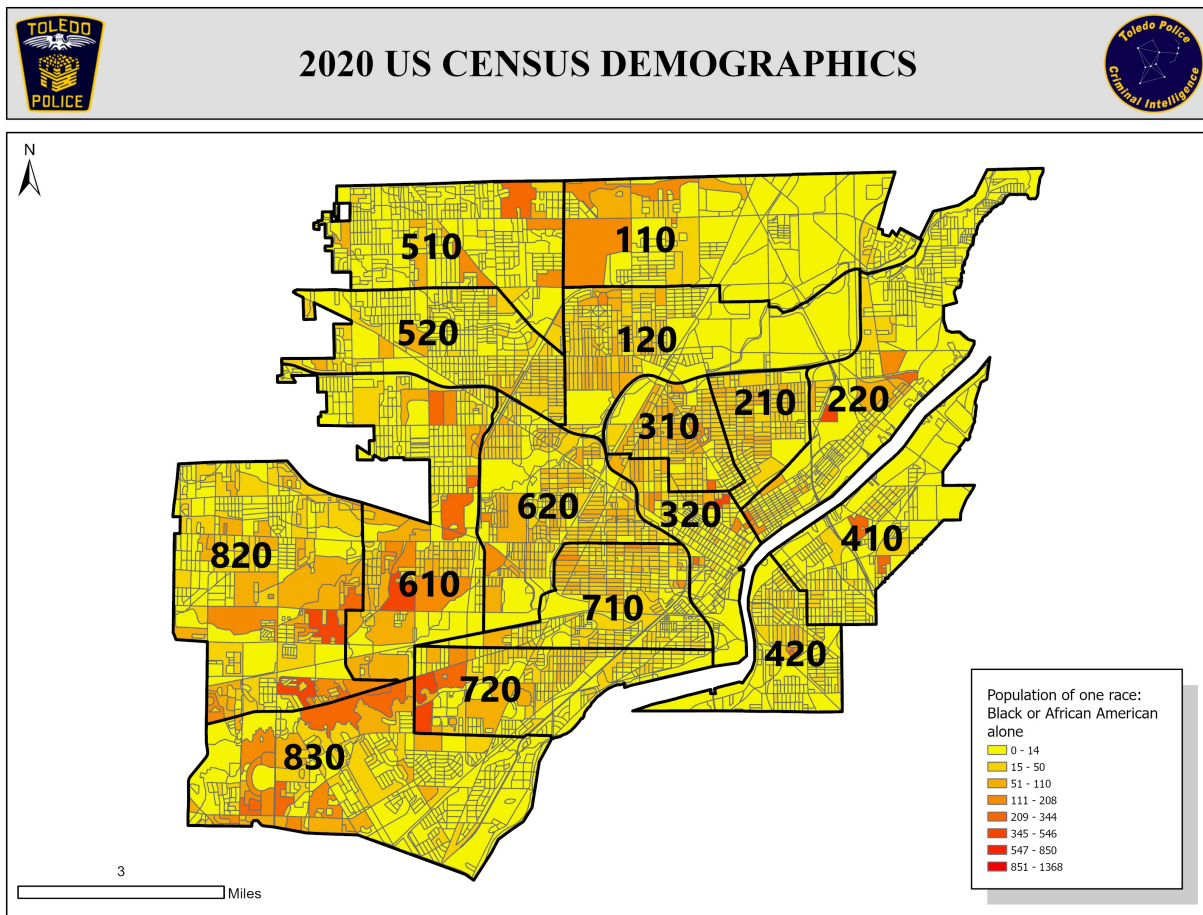 TOLEDO
POLICE
2020 US CENSUS DEMOGRAPHICS
Toledo Police
Criminal Intelligence
N
510
110
520
120
310
210
220
620
320
410
820
610
710
420
720
830
Population of one race:
Black or African American
alone
0 - 14
15 - 50
51 - 110
111 - 208
209 - 344
345 - 546
547 - 850
851 - 1368
3
Miles